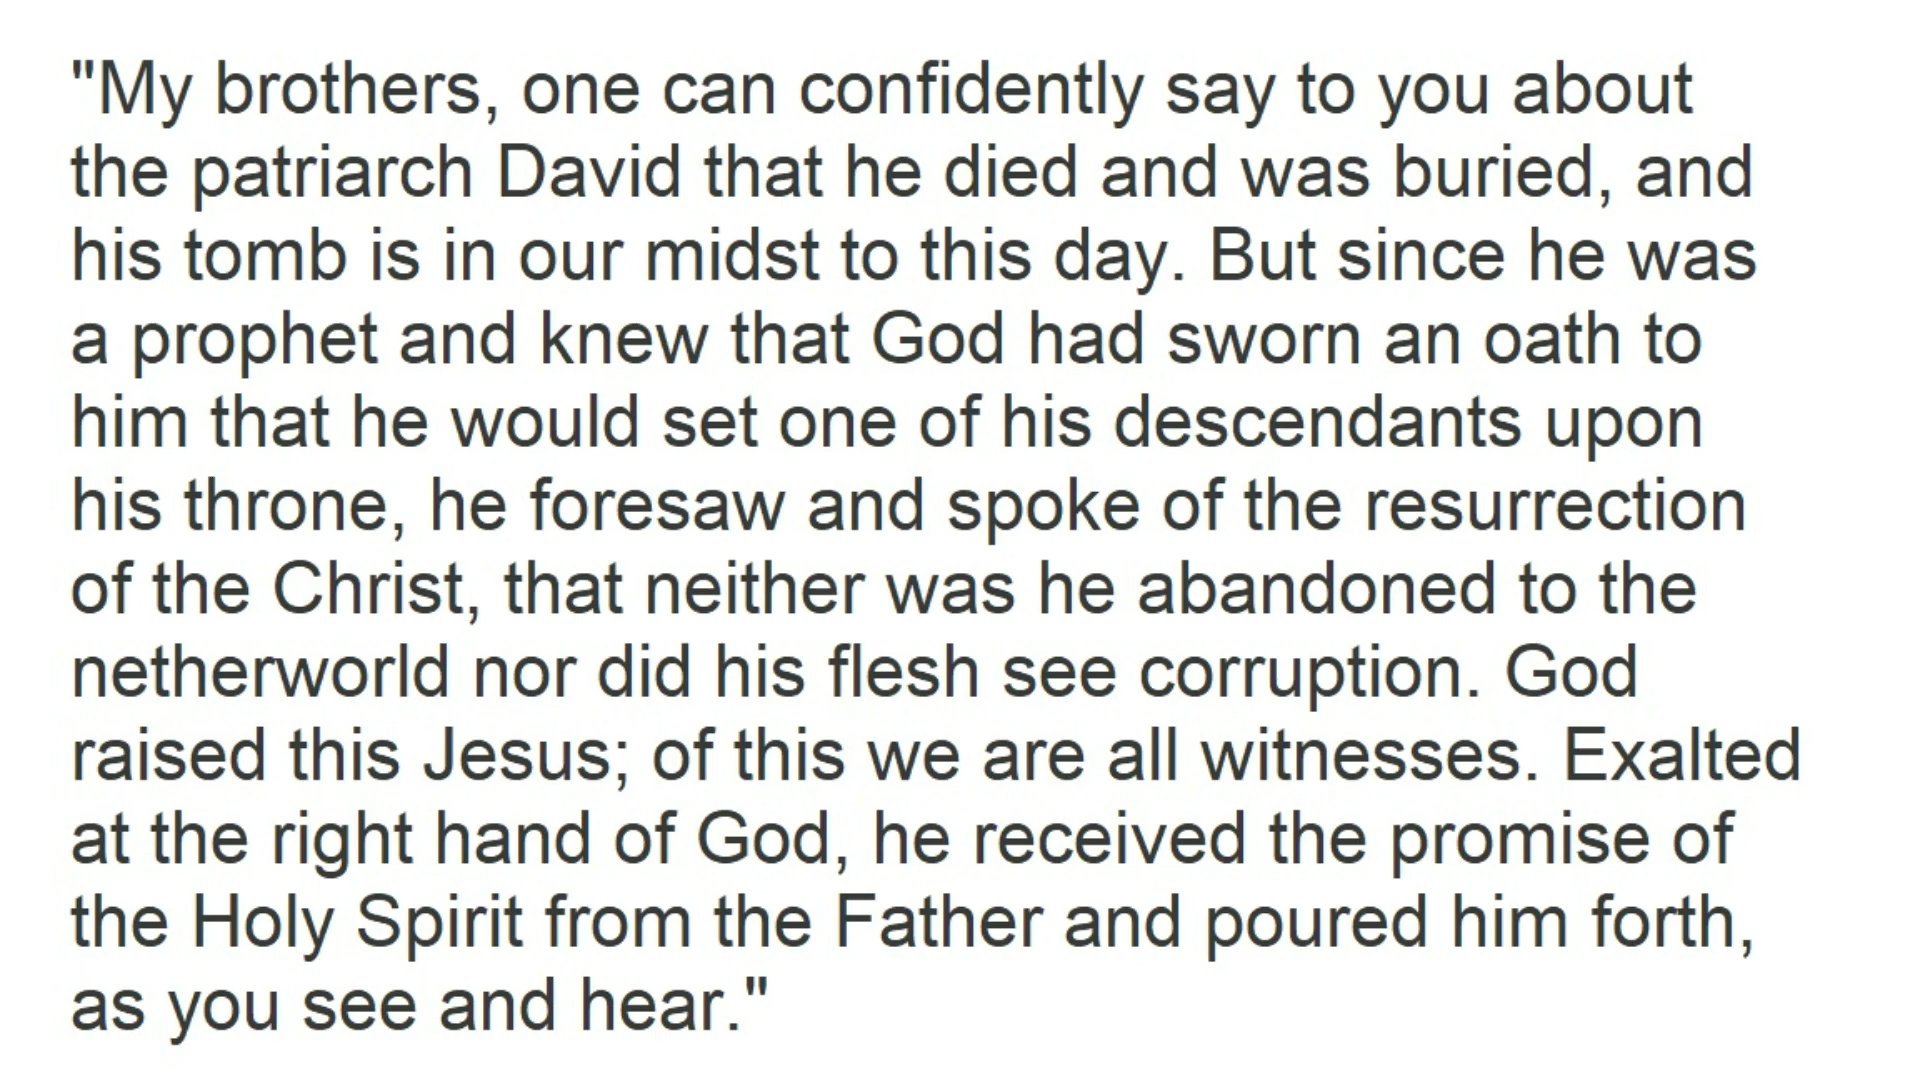 "My brothers, one can confidently say to you about
the patriarch David that he died and was buried, and
his tomb is in our midst to this day. But since he was
a prophet and knew that God had sworn an oath to
him that he would set one of his descendants upon
his throne, he foresaw and spoke of the resurrection
of the Christ, that neither was he abandoned to the
netherworld nor did his flesh see corruption. God
raised this Jesus; of this we are all witnesses. Exalted
at the right hand of God, he received the promise of
the Holy Spirit from the Father and poured him forth,
as you see and hear."